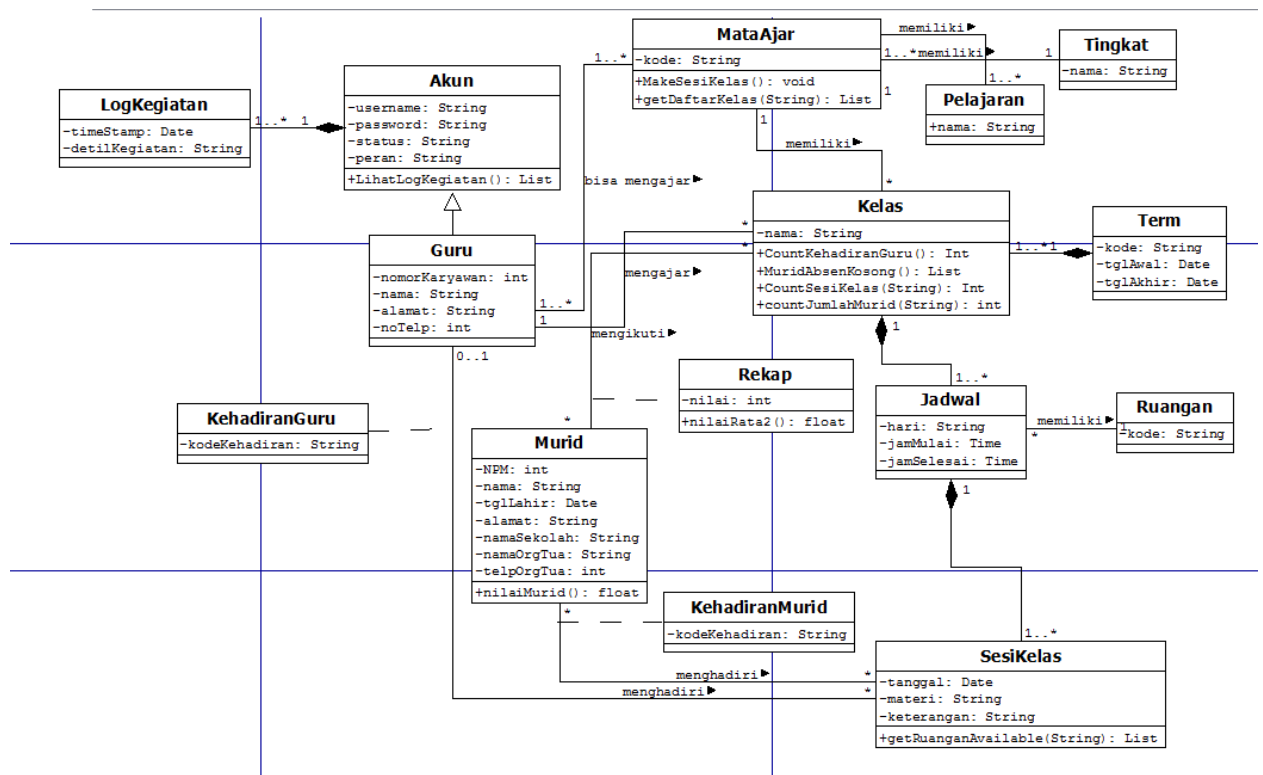 MataAjar
-kode: String
+MakeSesiKelas(): void
+getDaftarKelas(String): List
memiliki
1..*
memiliki
1
1
1..*
Tingkat
-nama: String
Pelajaran
+nama: String
LogKegiatan
-timeStamp: Date
-detilKegiatan: String
1..*
1
Akun
-username: String
-password: String
-status: String
-peran: String
+LihatLogKegiatan(): List
1..*
bisa mengajar
1..*
1
memiliki
*
Kelas
-nama: String
+CountKehadiranGuru(): Int
+MuridAbsenKosong(): List
+CountSesiKelas(String): Int
+countJumlahMurid(String): int
Guru
-nomorKaryawan: int
-nama: String
-alamat: String
-noTelp: int
1
mengajar
*
*
mengikuti
*
1..*
1
Term
-kode: String
-tglAwal: Date
-tglAkhir: Date
0..1
KehadiranGuru
-kodeKehadiran: String
Rekap
-nilai: int
+nilaiRata2(): float
1
1..*
Jadwal
-hari: String
-jamMulai: Time
-jamSelesai: Time
memiliki
*
1
Ruangan
-kode: String
Murid
-NPM: int
-nama: String
-tglLahir: Date
-alamat: String
-namaSekolah: String
-namaOrgTua: String
-telpOrgTua: int
+nilaiMurid(): float
*
KehadiranMurid
-kodeKehadiran: String
1
1..*
menghadiri
*
menghadiri
*
SesiKelas
-tanggal: Date
-materi: String
-keterangan: String
+getRuanganAvailable(String): List